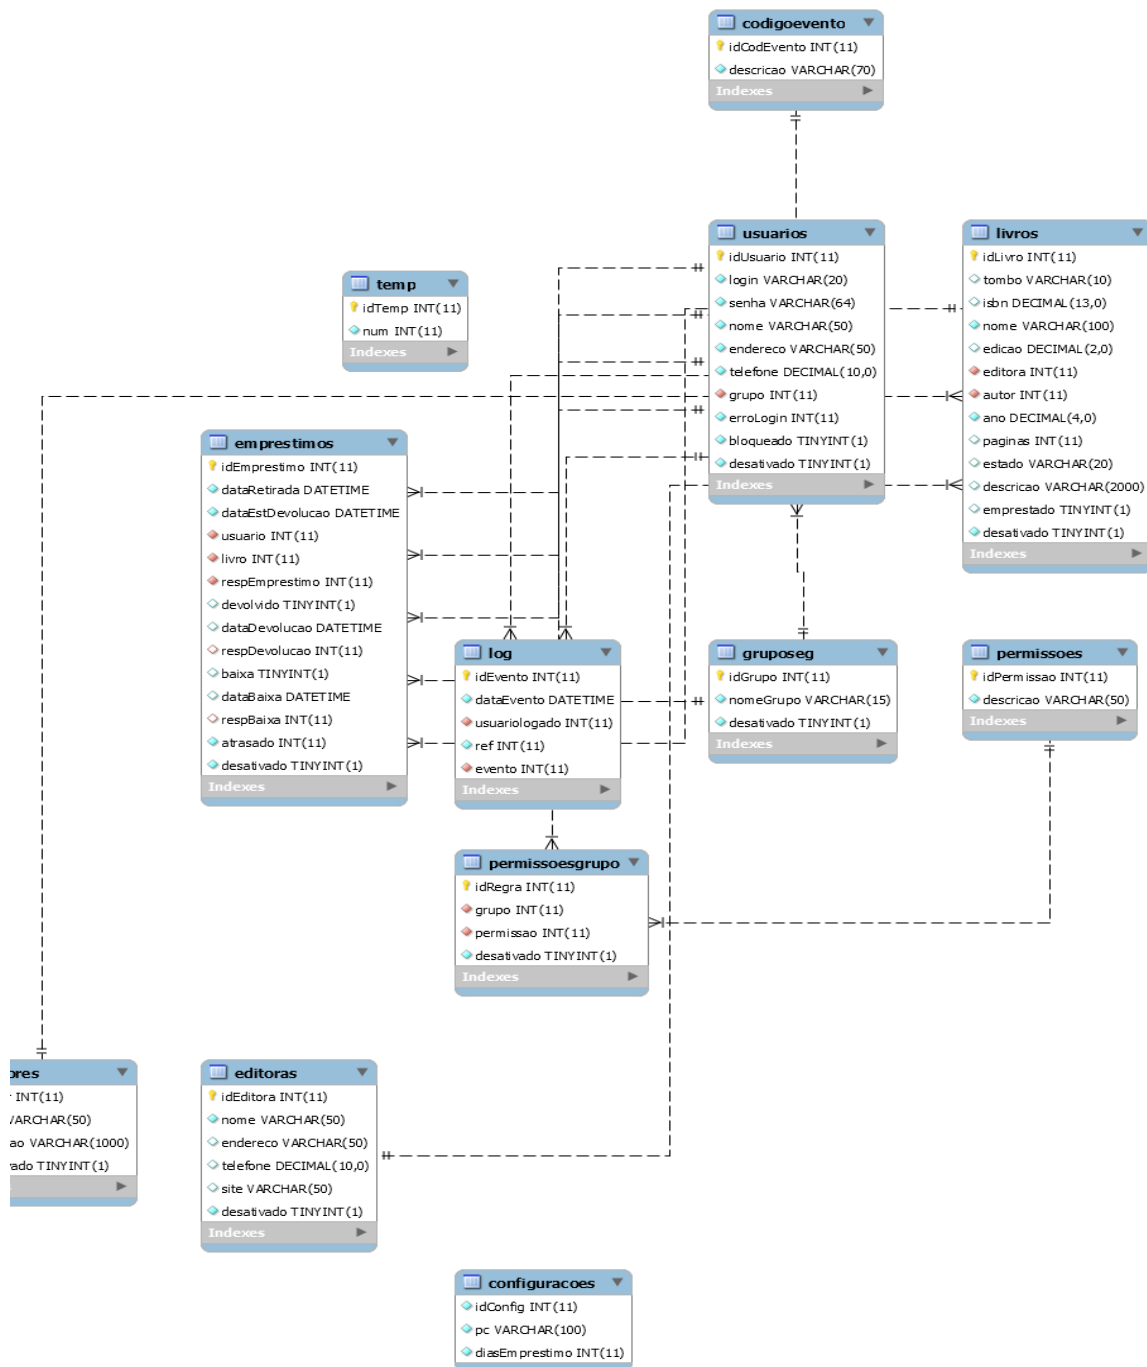 codigoevento
idCodEvento INT(11)
descricao VARCHAR(70)
Indexes
usuarios
idUsuario INT(11)
login VARCHAR(20)
senha VARCHAR(64)
nome VARCHAR(50)
endereco VARCHAR(50)
telefone DECIMAL(10,0)
grupo INT(11)
erroLogin INT(11)
bloqueado TINYINT(1)
desativado TINYINT(1)
Indexes
livros
idLivro INT(11)
tombo VARCHAR(10)
isbn DECIMAL(13,0)
nome VARCHAR(100)
edicao DECIMAL(2,0)
editora INT(11)
autor INT(11)
ano DECIMAL(4,0)
paginas INT(11)
estado VARCHAR(20)
descricao VARCHAR(2000)
emprestado TINYINT(1)
desativado TINYINT(1)
Indexes
temp
idTemp INT(11)
num INT(11)
Indexes
emprestimos
idEmprestimo INT(11)
dataRetirada DATETIME
dataEstDevolucao DATETIME
usuario INT(11)
livro INT(11)
respEmprestimo INT(11)
devolvido TINYINT(1)
dataDevolucao DATETIME
respDevolucao INT(11)
baixa TINYINT(1)
dataBaixa DATETIME
respBaixa INT(11)
atrasado INT(11)
desativado TINYINT(1)
Indexes
log
idEvento INT(11)
dataEvento DATETIME
usuariologado INT(11)
ref INT(11)
evento INT(11)
Indexes
gruposeg
idGrupo INT(11)
nomeGrupo VARCHAR(15)
desativado TINYINT(1)
Indexes
permissoes
idPermissao INT(11)
descricao VARCHAR(50)
Indexes
permissoesgrupo
idRegra INT(11)
grupo INT(11)
permissao INT(11)
desativado TINYINT(1)
Indexes
ores
INT(11)
VARCHAR(50)
ao VARCHAR(1000)
vado TINYINT(1)
editoras
idEditora INT(11)
nome VARCHAR(50)
endereco VARCHAR(50)
telefone DECIMAL(10,0)
site VARCHAR(50)
desativado TINYINT(1)
Indexes
configuracoes
idConfig INT(11)
pc VARCHAR(100)
diasEmprestimo INT(11)